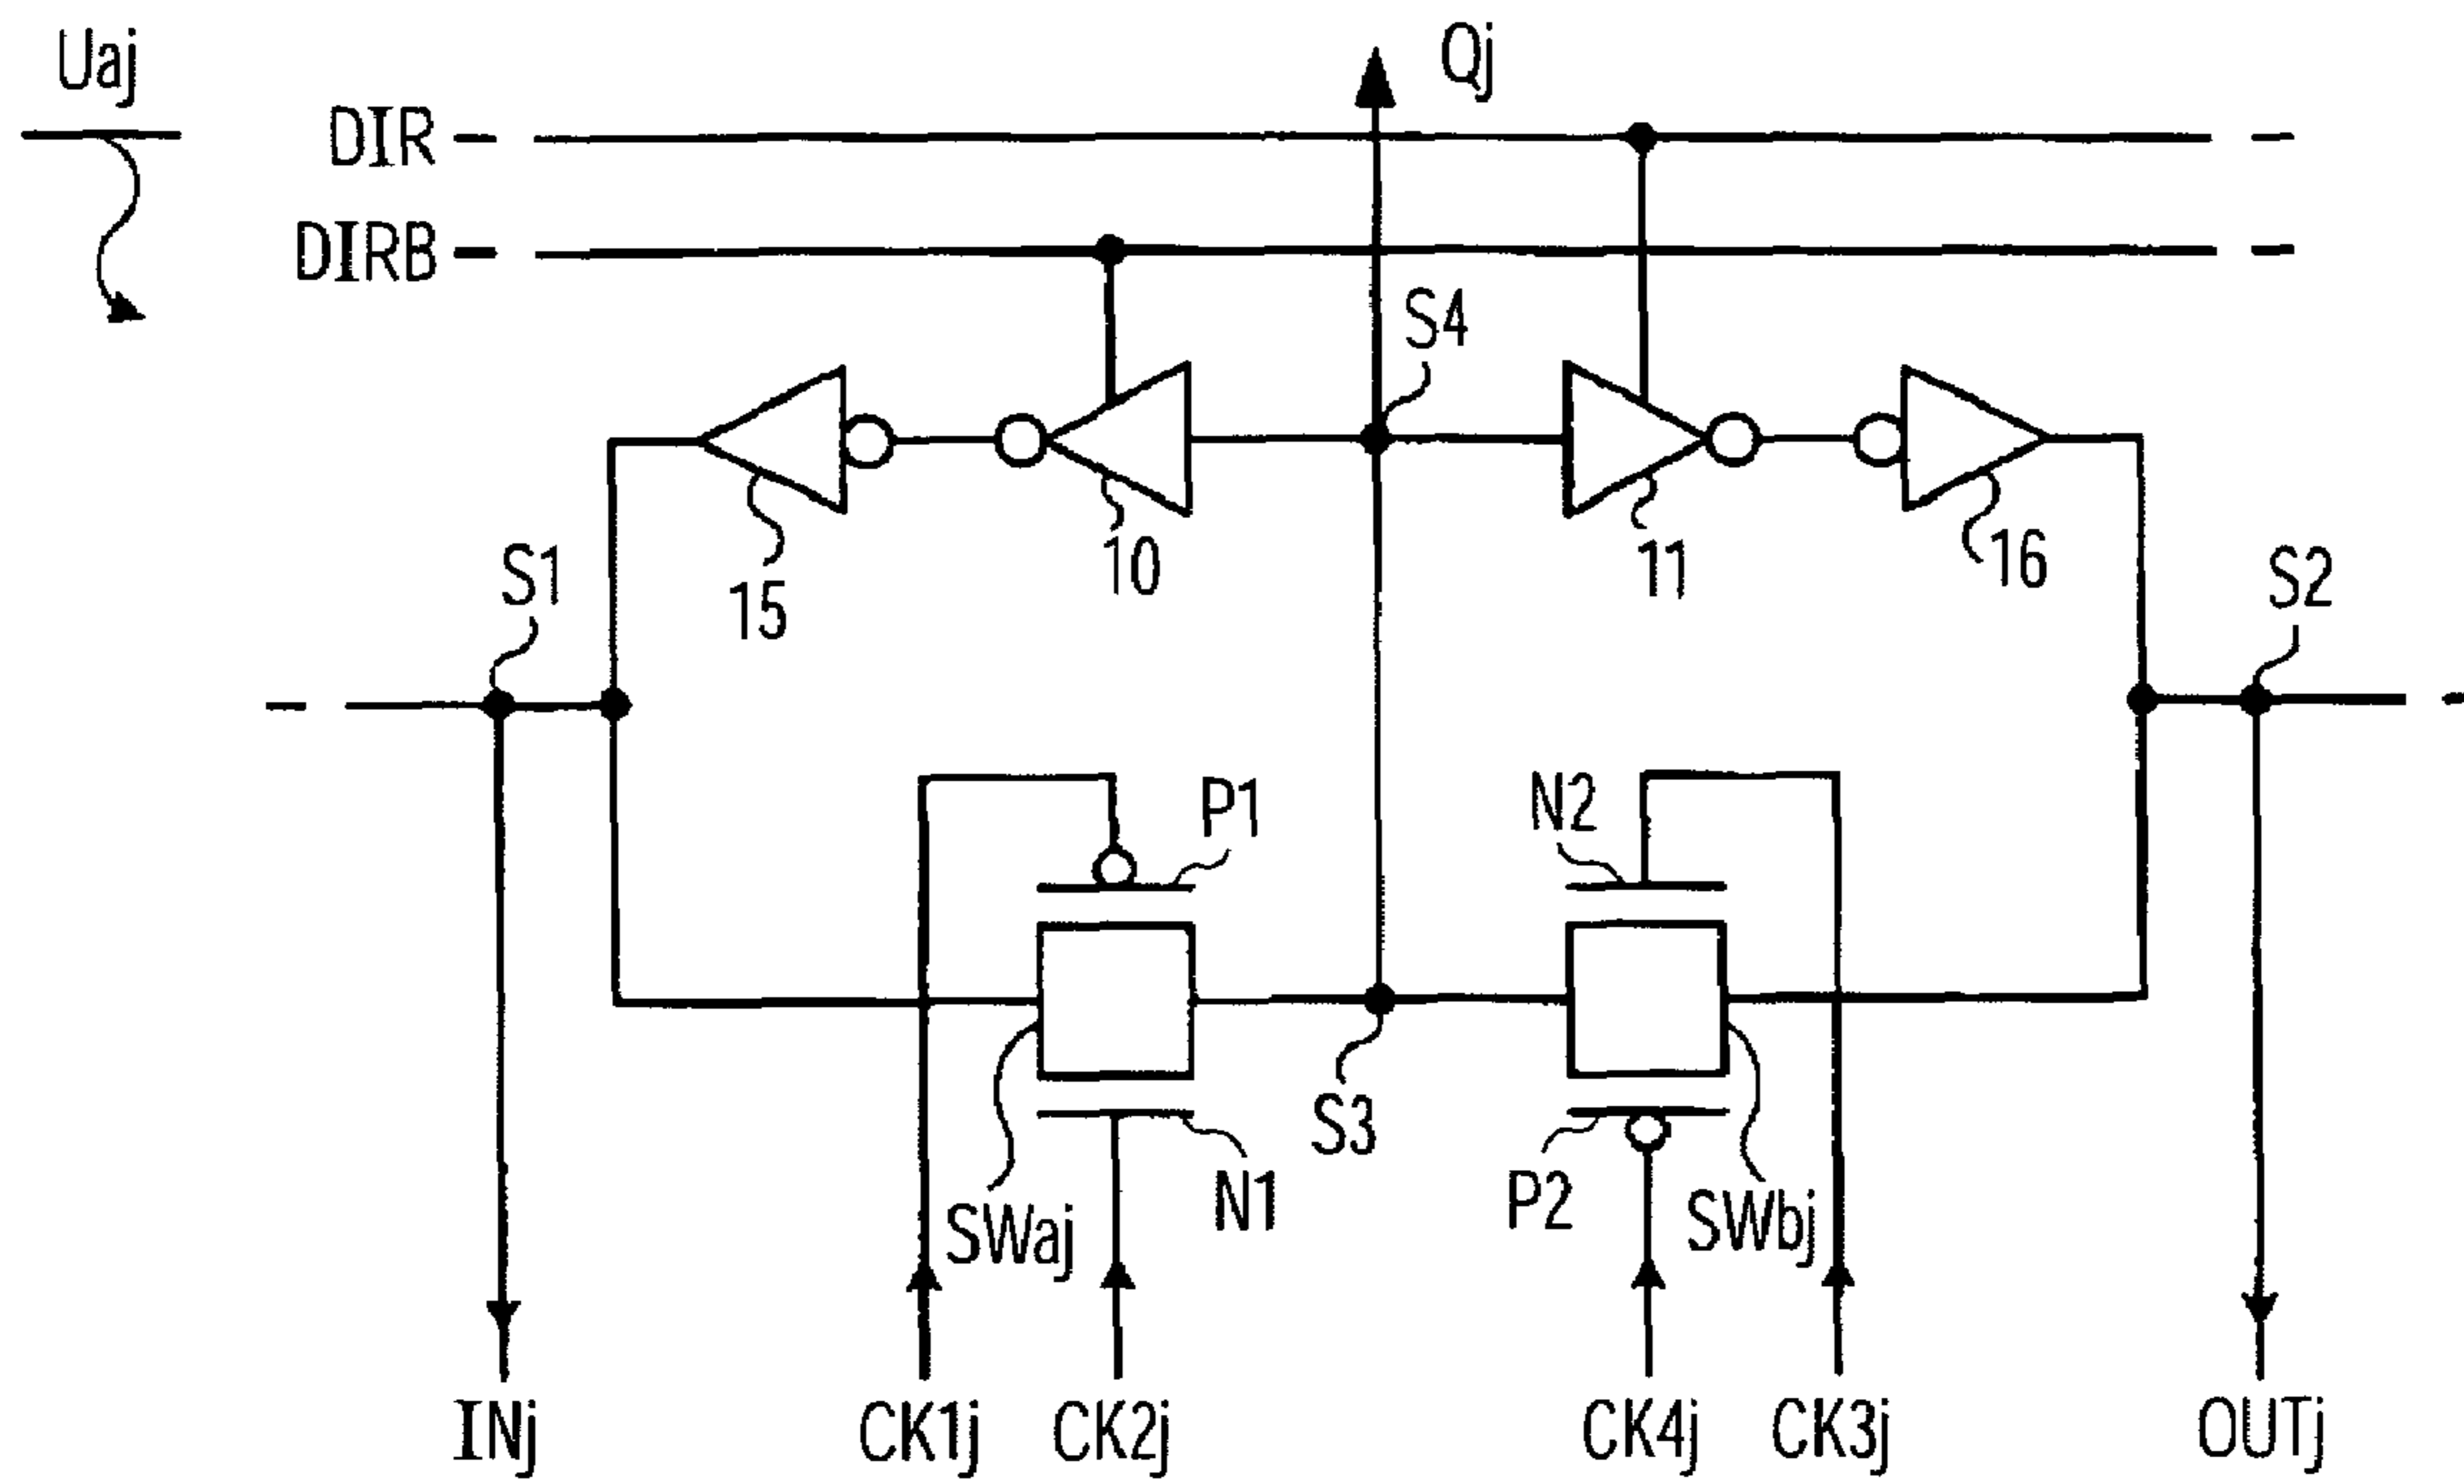 Uaj
Qj
DIR
DIRB
S4
15
10
11
16
S1
S2
P1
N2
S3
SWaj
N1
P2
SWbj
INj
CK1j
CK2j
CK4j
CK3j
OUTj